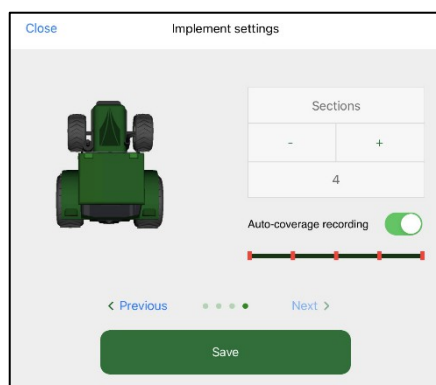 Close Implement settings
Sections
- +
4
Auto-coverage recording
< Previous Next >
Save